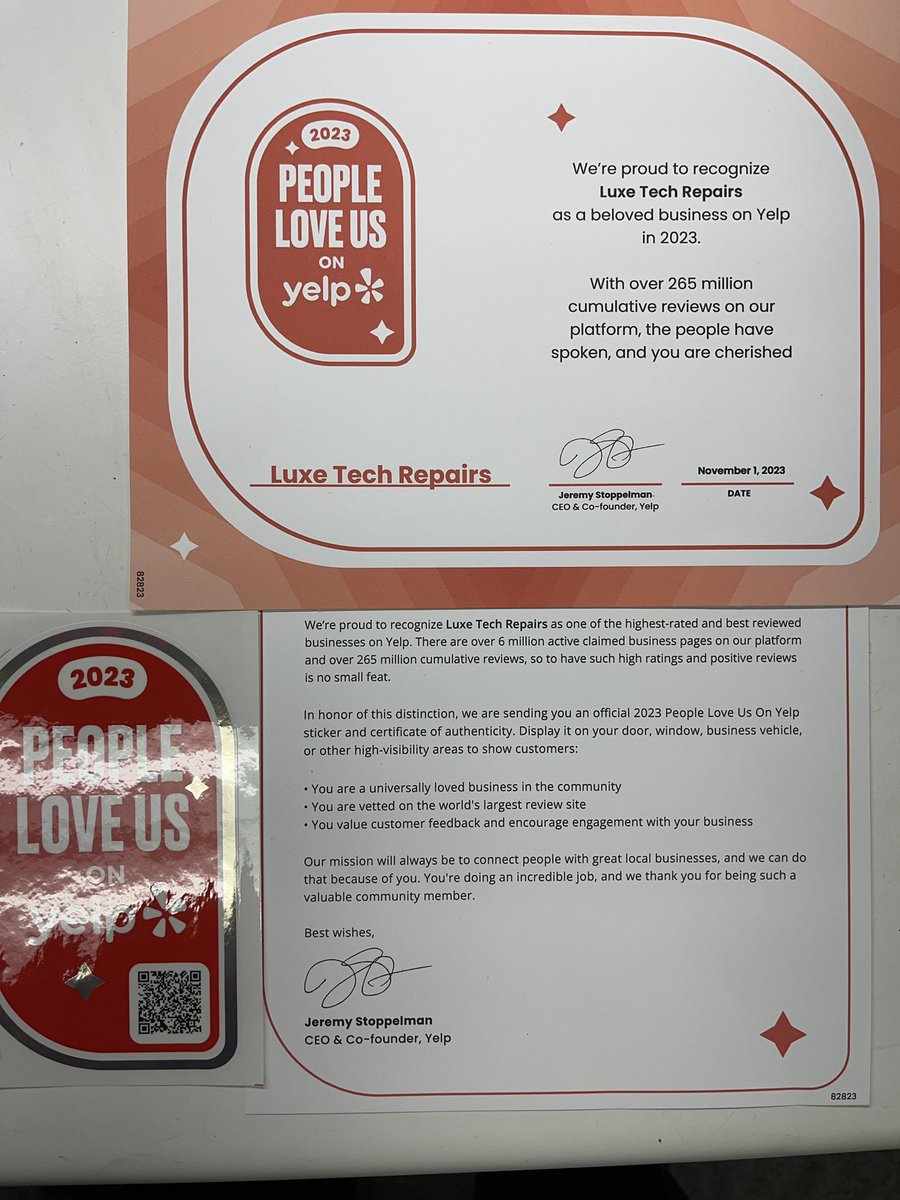 2023
PEOPLE
LOVE US
ON
yelp
We're proud to recognize
Luxe Tech Repairs
as a beloved business on Yelp
in 2023.
With over 265 million
cumulative reviews on our
platform, the people have
spoken, and you are cherished
Luxe Tech Repairs
Jeremy Stoppelman
CEO & Co-founder, Yelp
November 1, 2023
DATE
82823
2023
PEOPLE
LOVE US
ON
yelp
We're proud to recognize Luxe Tech Repairs as one of the highest-rated and best reviewed
businesses on Yelp. There are over 6 million active claimed business pages on our platform
and over 265 million cumulative reviews, so to have such high ratings and positive reviews
is no small feat.
In honor of this distinction, we are sending you an official 2023 People Love Us On Yelp
sticker and certificate of authenticity. Display it on your door, window, business vehicle,
or other high-visibility areas to show customers:
• You are a universally loved business in the community
• You are vetted on the world's largest review site
• You value customer feedback and encourage engagement with your business
Our mission will always be to connect people with great local businesses, and we can do
that because of you. You're doing an incredible job, and we thank you for being such a
valuable community member.
Best wishes,
Jeremy Stoppelman
CEO & Co-founder, Yelp
82823